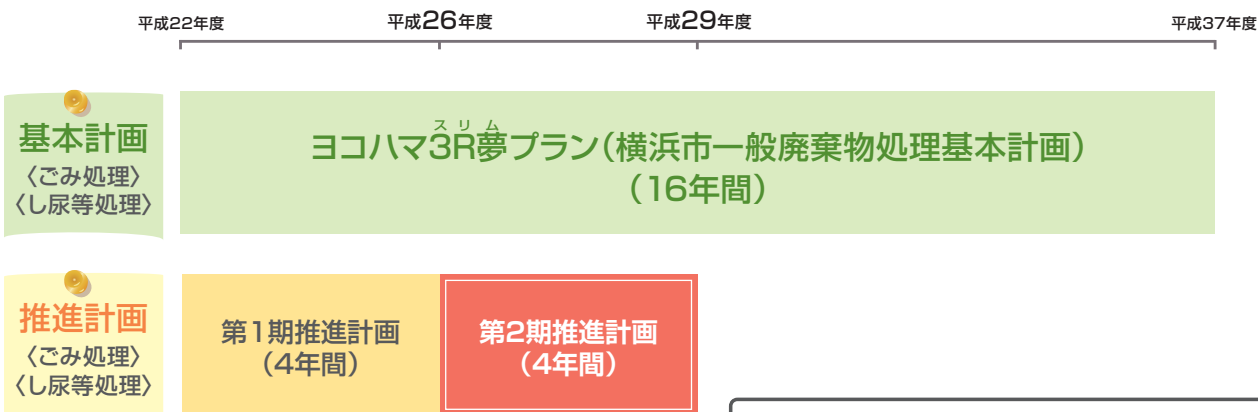 平成22年度 平成26年度 平成29年度 平成37年度
基本計画
〈ごみ処理〉
〈し尿等処理〉
スリム
ヨコハマ3R夢プラン(横浜市一般廃棄物処理基本計画)
(16年間)
推進計画
〈ごみ処理〉
〈し尿等処理〉
第1期推進計画
(4年間)
第2期推進計画
(4年間)